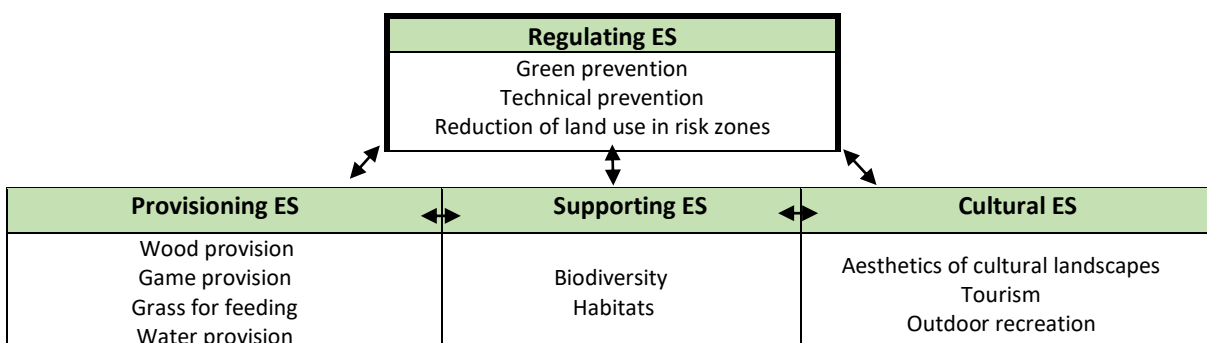 Regulating ES
Green prevention
Technical prevention
Reduction of land use in risk zones
Provisioning ES
Wood provision
Game provision
Grass for feeding
Water provision
Supporting ES
Biodiversity
Habitats
Cultural ES
Aesthetics of cultural landscapes
Tourism
Outdoor recreation